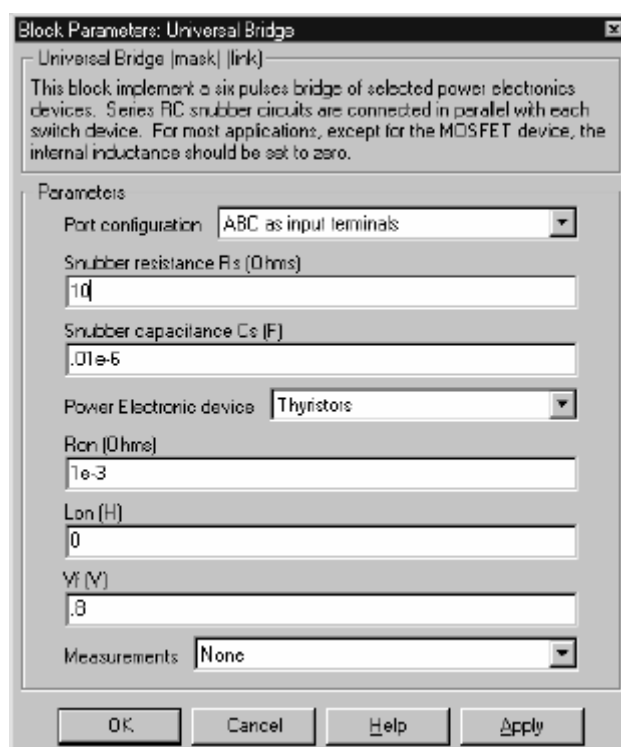 Block Parameters: Universal Bridge
Universal Bridge (mask) (link)
This block implement a six pulses bridge of selected power electronics
devices. Series RC snubber circuits are connected in parallel with each
switch device. For most applications, except for the MOSFET device, the
internal inductance should be set to zero.
Parameters
Port configuration ABC as input terminals
Snubber resistance Rs (Ohms)
10
Snubber capacitance Cs (F)
.01e-6
Power Electronic device Thyristors
Ron (Ohms)
1e-3
Lon (H)
0
Vf (V)
.8
Measurements None
OK Cancel Help Apply